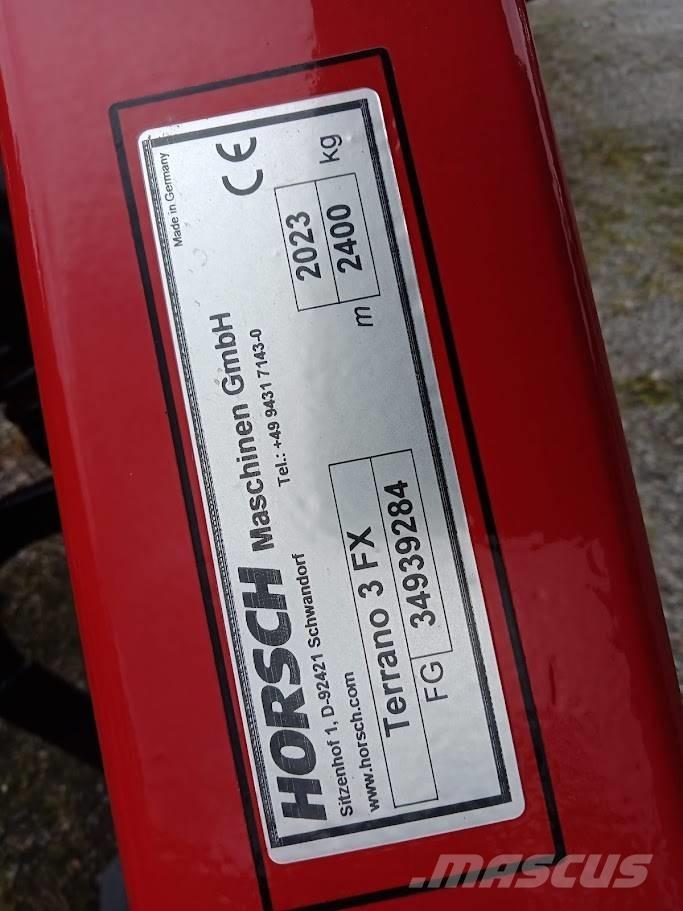 HORSCH Maschinen GmbH CE Made in Germany
Sitzenhof 1, D-92421 Schwandorf Tel.: +49 9431 7143-0
www.horsch.com
Terrano 3 FX 2023
FG 34939284 m 2400 kg
MASCUS